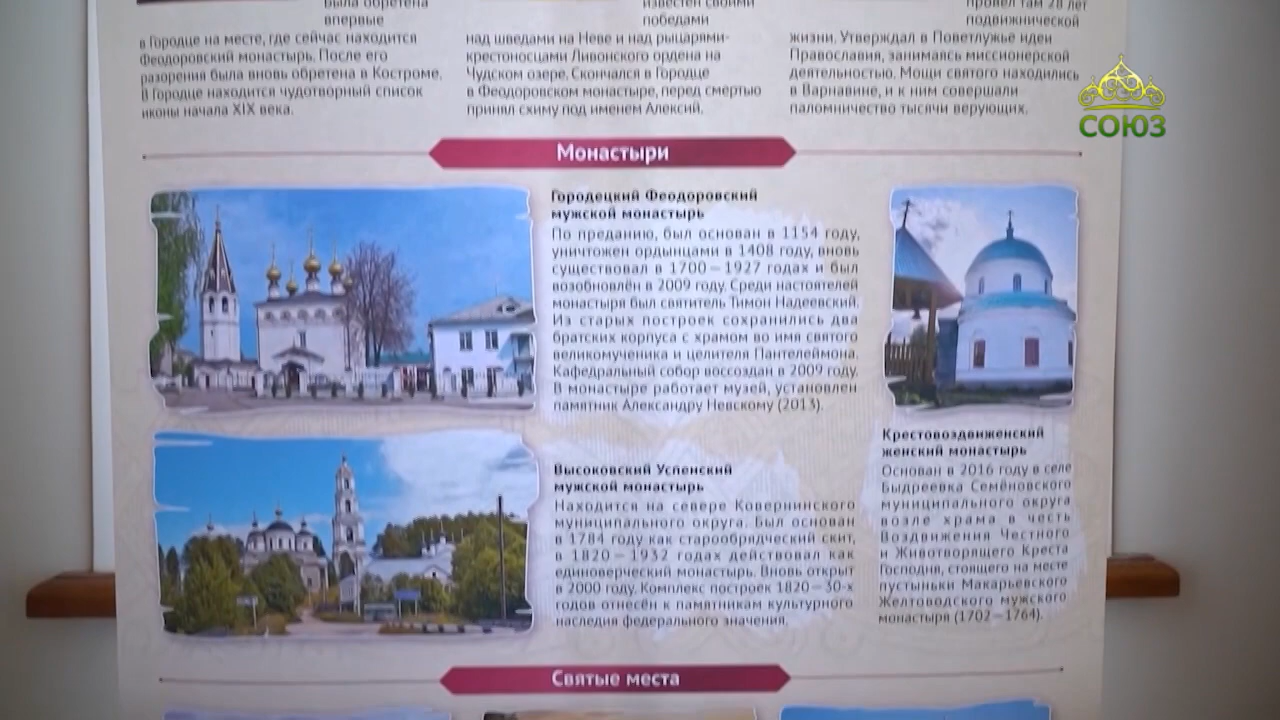 была обретена
впервые
в Городце на месте, где сейчас находится
Феодоровский монастырь. После его
разорения была вновь обретена в Костроме.
В Городце находится чудотворный список
иконы начала XIX века.
известен своими
победами
над шведами на Неве и над рыцарями-
крестоносцами Ливонского ордена на
Чудском озере. Скончался в Городце
в Феодоровском монастыре, перед смертью
принял схиму под именем Алексий.
провёл там 28 лет
подвижнической
жизни. Утверждал в Поветлужье идеи
Православия, занимаясь миссионерской
деятельностью. Мощи святого находились
в Варнавине, и к ним совершали
паломничество тысячи верующих.
СОЮЗ
Монастыри
Городецкий Феодоровский
мужской монастырь
По преданию, был основан в 1154 году,
уничтожен ордынцами в 1408 году, вновь
существовал в 1700 – 1927 годах и был
возобновлён в 2009 году. Среди настоятелей
монастыря был святитель Тимон Надеевский.
Из старых построек сохранились два
братских корпуса с храмом во имя святого
великомученика и целителя Пантелеймона.
Кафедральный собор воссоздан в 2009 году.
В монастыре работает музей, установлен
памятник Александру Невскому (2013).
Высоковский Успенский
мужской монастырь
Находится на севере Ковернинского
муниципального округа. Был основан
в 1784 году как старообрядческий скит,
в 1820 – 1932 годах действовал как
единоверческий монастырь. Вновь открыт
в 2000 году. Комплекс построек 1820 – 30-х
годов отнесён к памятникам культурного
наследия федерального значения.
Крестовоздвиженский
женский монастырь
Основан в 2016 году в селе
Быдреевка Семёновского
муниципального округа
возле храма в честь
Воздвижения Честного
и Животворящего Креста
Господня, стоящего на месте
пустыньки Макарьевского
Желтоводского мужского
монастыря (1702 – 1764).
Святые места